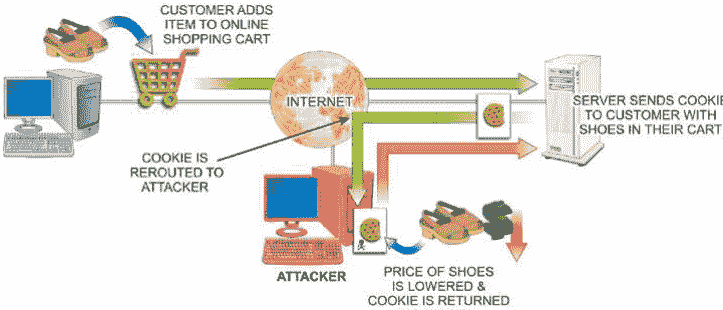 CUSTOMER ADDS
ITEM TO ONLINE
SHOPPING CART
INTERNET
SERVER SENDS COOKIE
TO CUSTOMER WITH
SHOES IN THEIR CART
COOKIE IS
REROUTED TO
ATTACKER
ATTACKER
PRICE OF SHOES
IS LOWERED &
COOKIE IS RETURNED